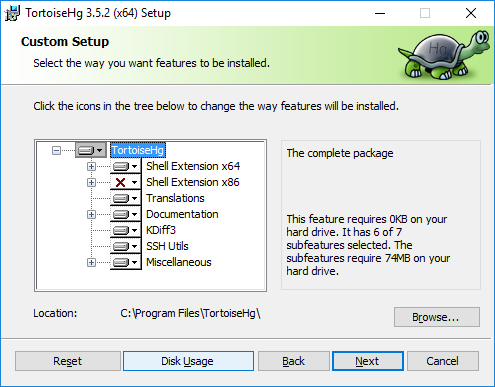 TortoiseHg 3.5.2 (x64) Setup
Custom Setup
Select the way you want features to be installed.
Hg
Click the icons in the tree below to change the way features will be installed.
TortoiseHg
Shell Extension x64
Shell Extension x86
Translations
Documentation
KDiff3
SSH Utils
Miscellaneous
The complete package
This feature requires 0KB on your
hard drive. It has 6 of 7
subfeatures selected. The
subfeatures require 74MB on your
hard drive.
Location: C:\Program Files\TortoiseHg\
Browse...
Reset Disk Usage Back Next Cancel